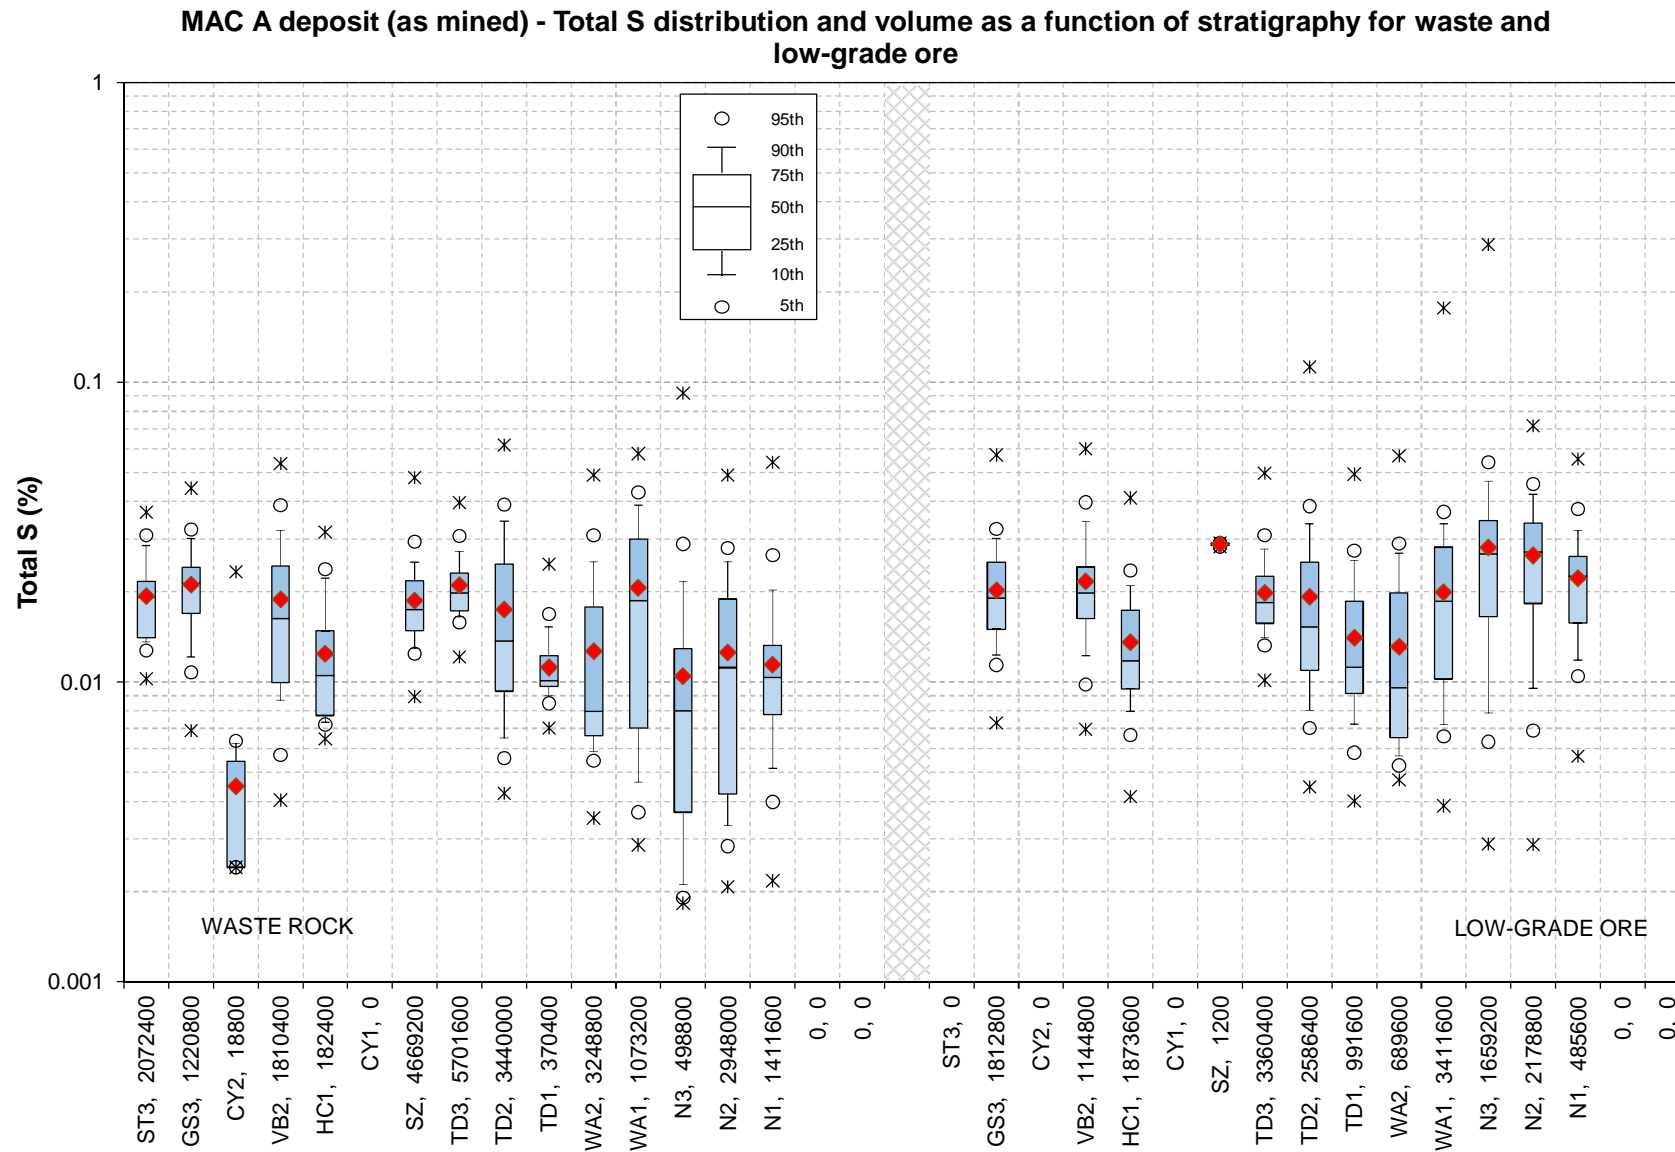 MAC A deposit (as mined) - Total S distribution and volume as a function of stratigraphy for waste and
low-grade ore
Total S (%)
1
0.1
0.01
0.001
95th
90th
75th
50th
25th
10th
5th
WASTE ROCK
LOW-GRADE ORE
ST3, 2072400
GS3, 1220800
CY2, 18800
VB2, 1810400
HC1, 182400
CY1, 0
SZ, 4669200
TD3, 5701600
TD2, 3440000
TD1, 370400
WA2, 3248800
WA1, 1073200
N3, 498800
N2, 2948000
N1, 1411600
0, 0
0, 0
ST3, 0
GS3, 1812800
CY2, 0
VB2, 1144800
HC1, 1873600
CY1, 0
SZ, 1200
TD3, 3360400
TD2, 2586400
TD1, 991600
WA2, 689600
WA1, 3411600
N3, 1659200
N2, 2178800
N1, 485600
0, 0
0, 0